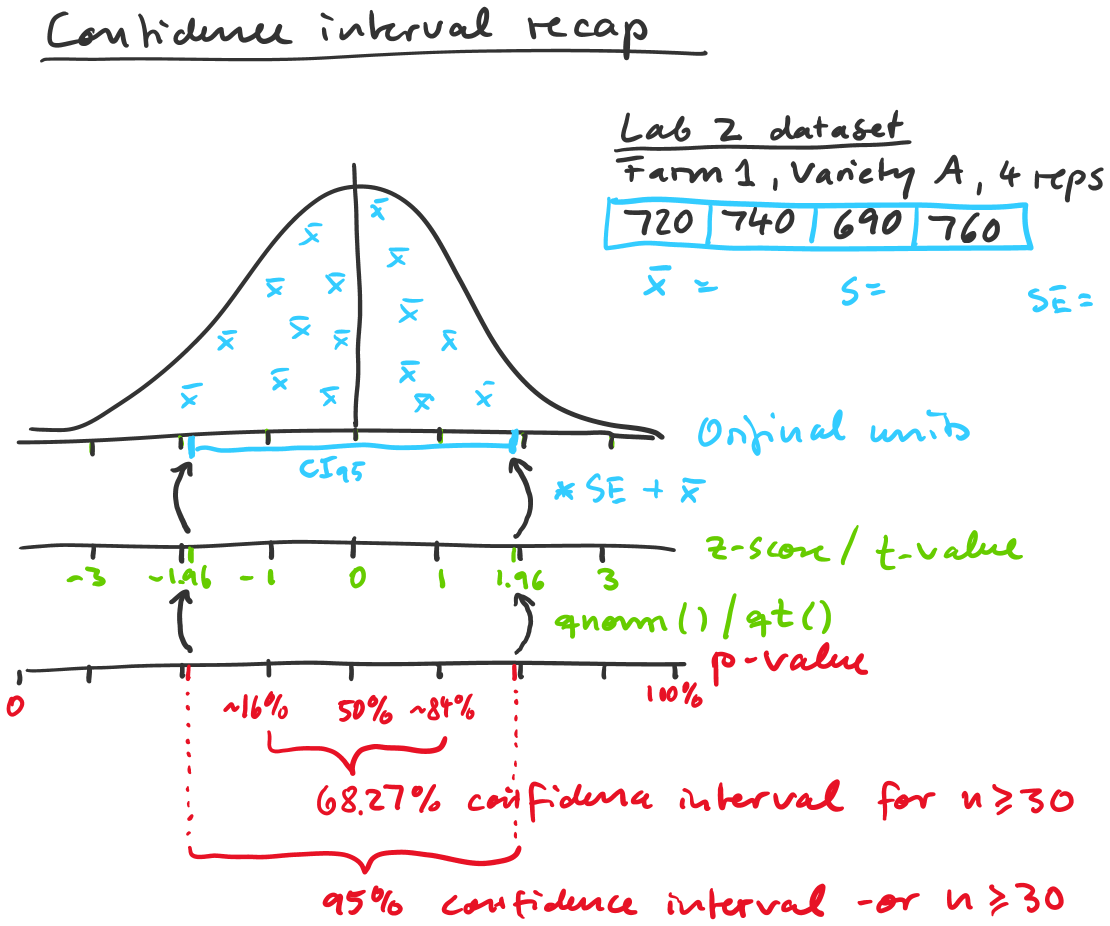 Confidence interval recap
Lab 2 dataset
Farm 1, Variety A, 4 reps
720 740 690 760
x̄ = s = SE =
x̄ x̄ x̄ x̄ x̄ x̄ x̄ x̄ x̄ x̄ x̄ x̄ x̄ x̄ x̄ x̄ x̄
Original units
CI95
* SE + x̄
z-score / t-value
-3 -1.96 -1 0 1 1.96 3
qnorm() / qt()
p-value
0 ~16% 50% ~84% 100%
68.27% confidence interval for n ≥ 30
95% confidence interval -or n ≥ 30